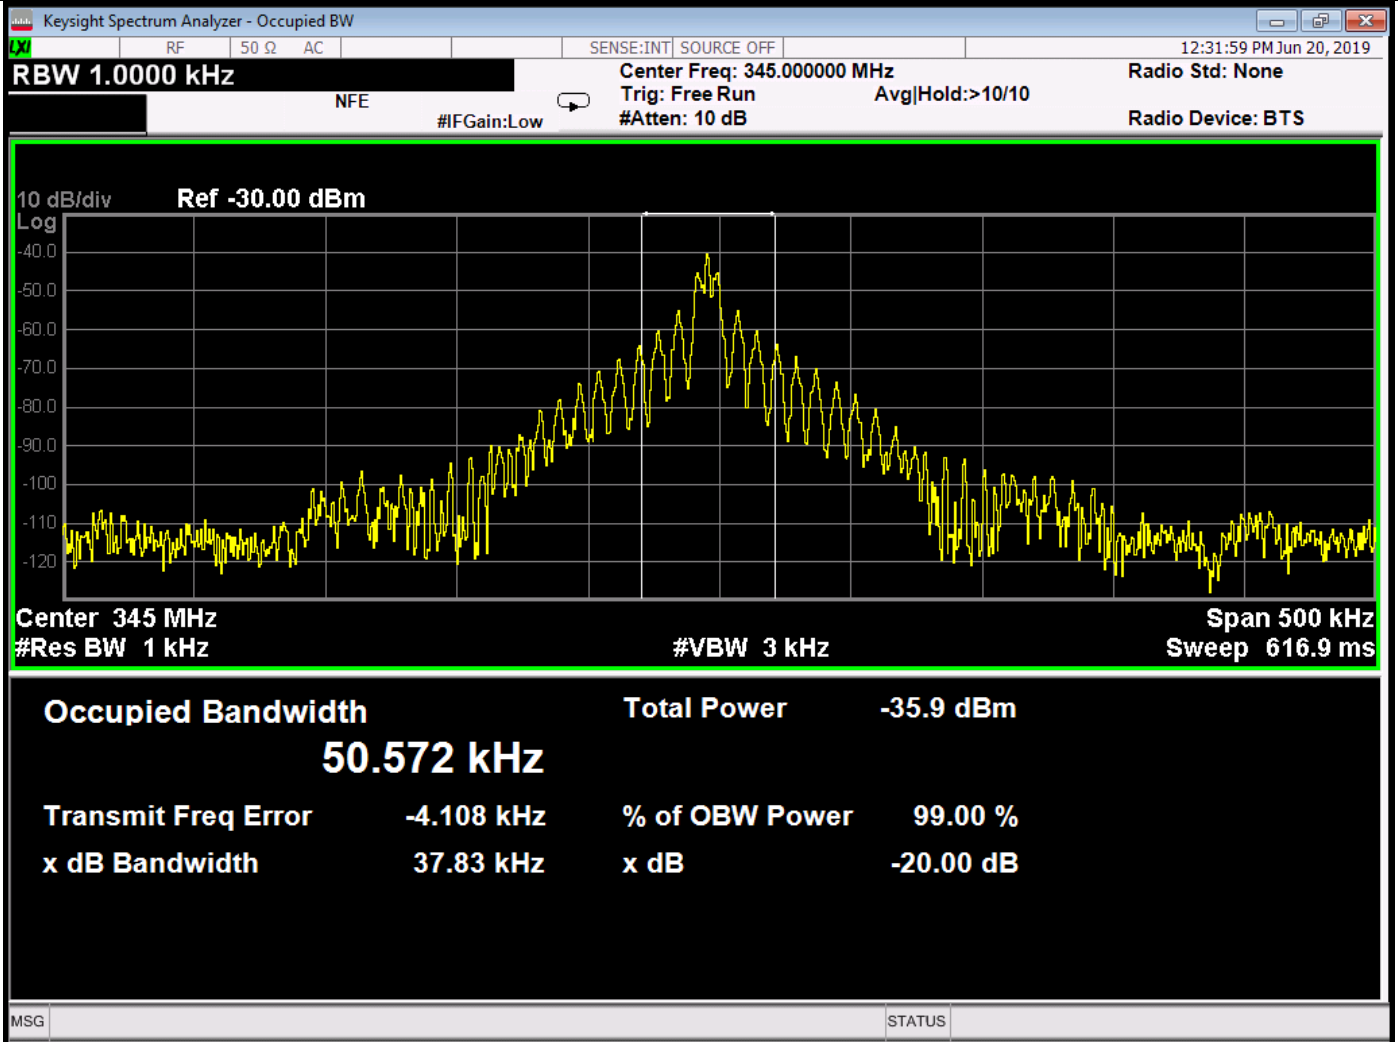 Keysight Spectrum Analyzer - Occupied BW
LXI RF 50 Ω AC SENSE:INT SOURCE OFF 12:31:59 PM Jun 20, 2019
RBW 1.0000 kHz Center Freq: 345.000000 MHz Radio Std: None
NFE Trig: Free Run Avg|Hold:>10/10
#IFGain:Low #Atten: 10 dB Radio Device: BTS
10 dB/div Ref -30.00 dBm
Log
-40.0
-50.0
-60.0
-70.0
-80.0
-90.0
-100
-110
-120
Center 345 MHz Span 500 kHz
#Res BW 1 kHz #VBW 3 kHz Sweep 616.9 ms
Occupied Bandwidth Total Power -35.9 dBm
50.572 kHz
Transmit Freq Error -4.108 kHz % of OBW Power 99.00 %
x dB Bandwidth 37.83 kHz x dB -20.00 dB
MSG STATUS